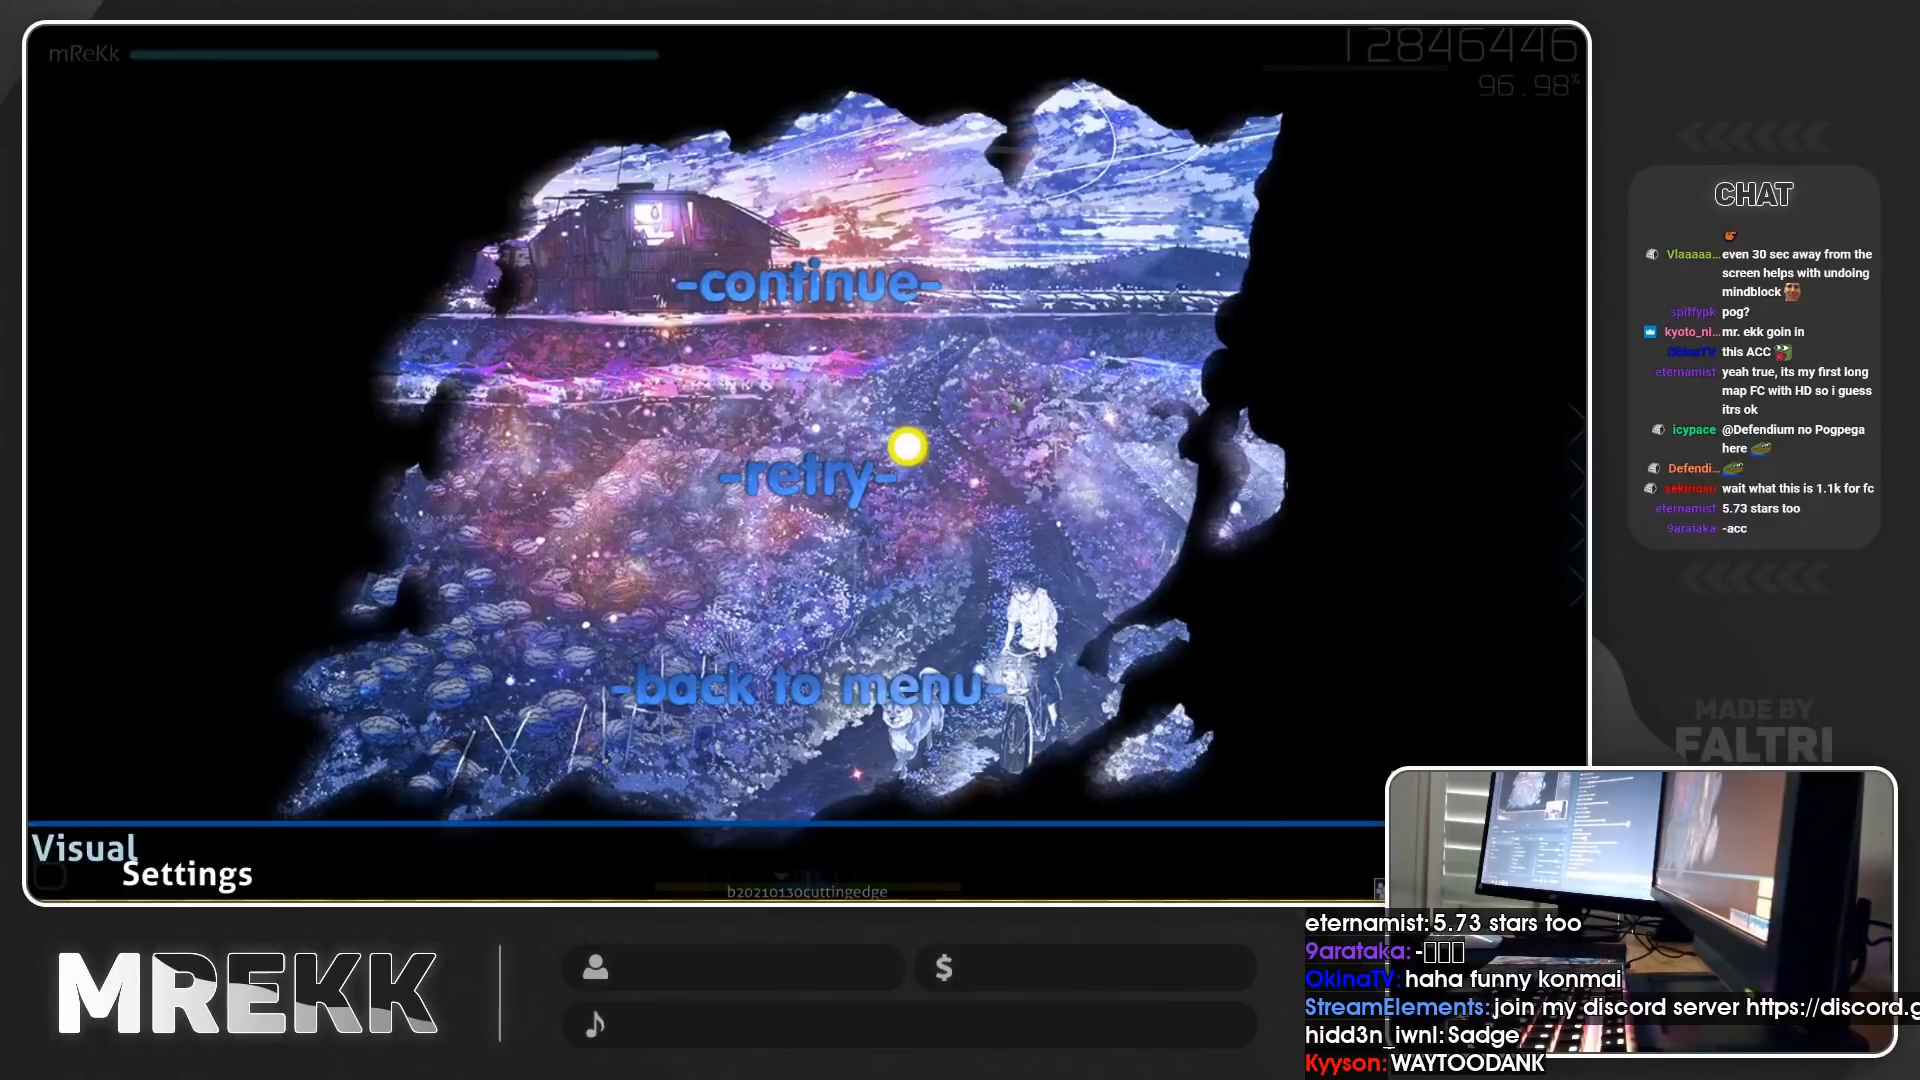 mReKk
12846446
96.98%
-continue-
-retry-
-back to menu-
Visual
Settings
b20210130cuttingedge
CHAT
Vlaaaaa... even 30 sec away from the
screen helps with undoing
mindblock
spiffypk pog?
kyoto_ni... mr. ekk goin in
OkinaTV this ACC
eternamist yeah true, its my first long
map FC with HD so i guess
itrs ok
icypace @Defendium no Pogpega
here
Defendi...
sekiriosu wait what this is 1.1k for fc
eternamist 5.73 stars too
9arataka -acc
MADE BY
FALTRI
MREKK
$
eternamist: 5.73 stars too
9arataka: -
OkinaTV: haha funny konmai
StreamElements: join my discord server https://discord.g
hidd3n_iwnl: Sadge
Kyyson: WAYTOODANK